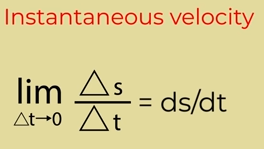 Instantaneous velocity
lim △s
△t→0 △t = ds/dt